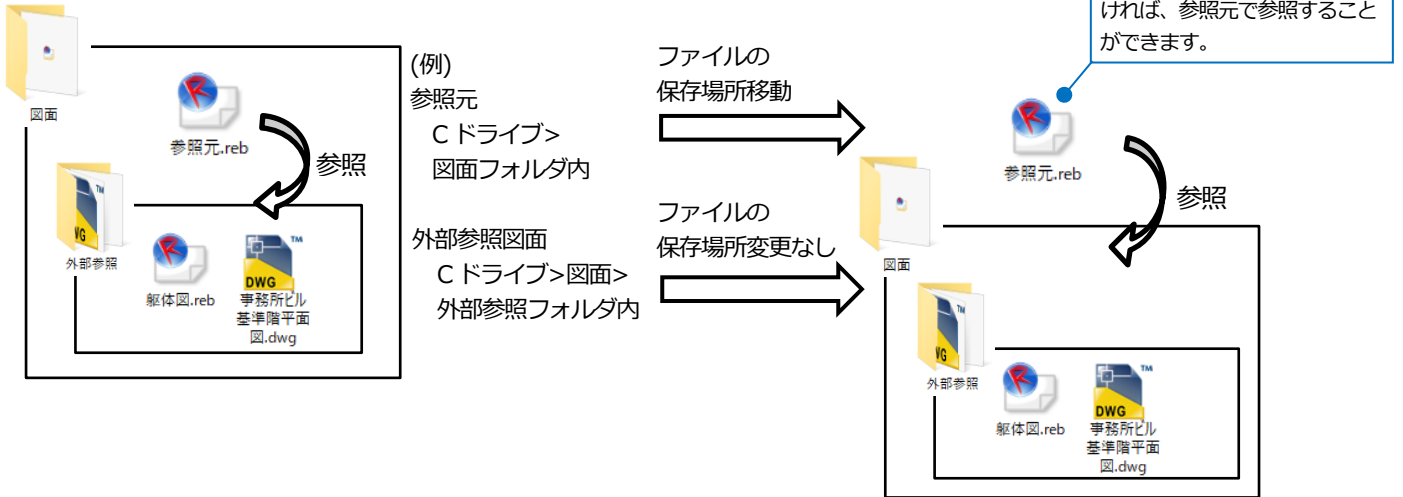 図面
参照元.reb
参照
外部参照
躯体図.reb
DWG
TM
事務所ビル
基準階平面
図.dwg
(例)
参照元
C ドライブ>
図面フォルダ内
外部参照図面
C ドライブ>図面>
外部参照フォルダ内
ファイルの
保存場所移動
ファイルの
保存場所変更なし
ければ、参照元で参照すること
ができます。
参照元.reb
参照
図面
外部参照
躯体図.reb
DWG
TM
事務所ビル
基準階平面
図.dwg